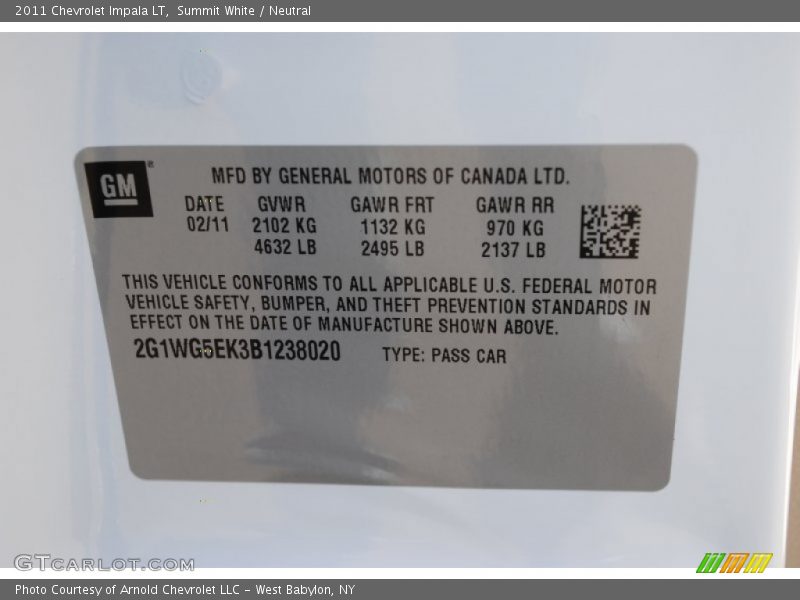 2011 Chevrolet Impala LT, Summit White / Neutral
GM
MFD BY GENERAL MOTORS OF CANADA LTD.
DATE GVWR GAWR FRT GAWR RR
02/11 2102 KG 1132 KG 970 KG
4632 LB 2495 LB 2137 LB
THIS VEHICLE CONFORMS TO ALL APPLICABLE U.S. FEDERAL MOTOR
VEHICLE SAFETY, BUMPER, AND THEFT PREVENTION STANDARDS IN
EFFECT ON THE DATE OF MANUFACTURE SHOWN ABOVE.
2G1WG5EK3B1238020 TYPE: PASS CAR
GTCARLOT.COM
Photo Courtesy of Arnold Chevrolet LLC - West Babylon, NY